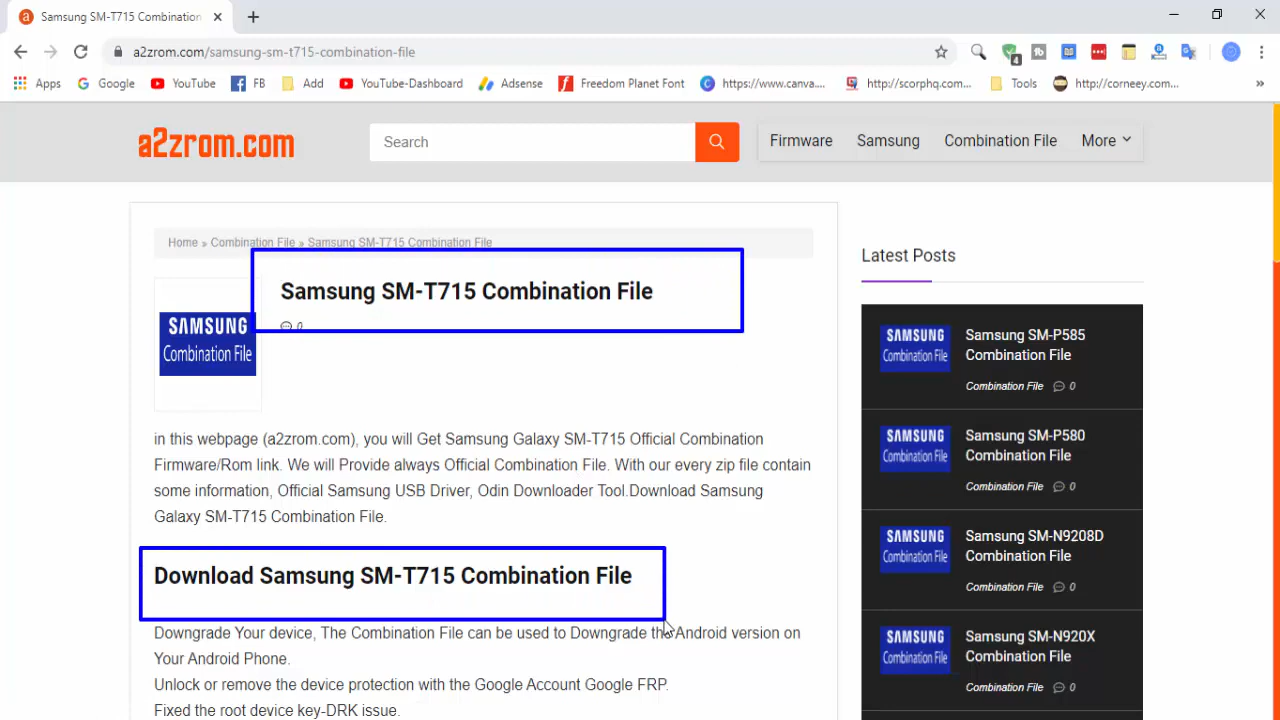 Samsung SM-T715 Combination
a2zrom.com/samsung-sm-t715-combination-file
4
Apps
Google
YouTube
FB
Add
YouTube-Dashboard
Adsense
Freedom Planet Font
https://www.canva....
http://scorphq.com...
Tools
http://corneey.com...
»
a2zrom.com
Search
Firmware
Samsung
Combination File
More
Home » Combination File » Samsung SM-T715 Combination File
Samsung SM-T715 Combination File
0
SAMSUNG
Combination File
in this webpage (a2zrom.com), you will Get Samsung Galaxy SM-T715 Official Combination
Firmware/Rom link. We will Provide always Official Combination File. With our every zip file contain
some information, Official Samsung USB Driver, Odin Downloader Tool.Download Samsung
Galaxy SM-T715 Combination File.
Download Samsung SM-T715 Combination File
Downgrade Your device, The Combination File can be used to Downgrade the Android version on
Your Android Phone.
Unlock or remove the device protection with the Google Account Google FRP.
Fixed the root device key-DRK issue.
Latest Posts
SAMSUNG
Combination File
Samsung SM-P585
Combination File
Combination File 0
SAMSUNG
Combination File
Samsung SM-P580
Combination File
Combination File 0
SAMSUNG
Combination File
Samsung SM-N9208D
Combination File
Combination File 0
SAMSUNG
Combination File
Samsung SM-N920X
Combination File
Combination File 0